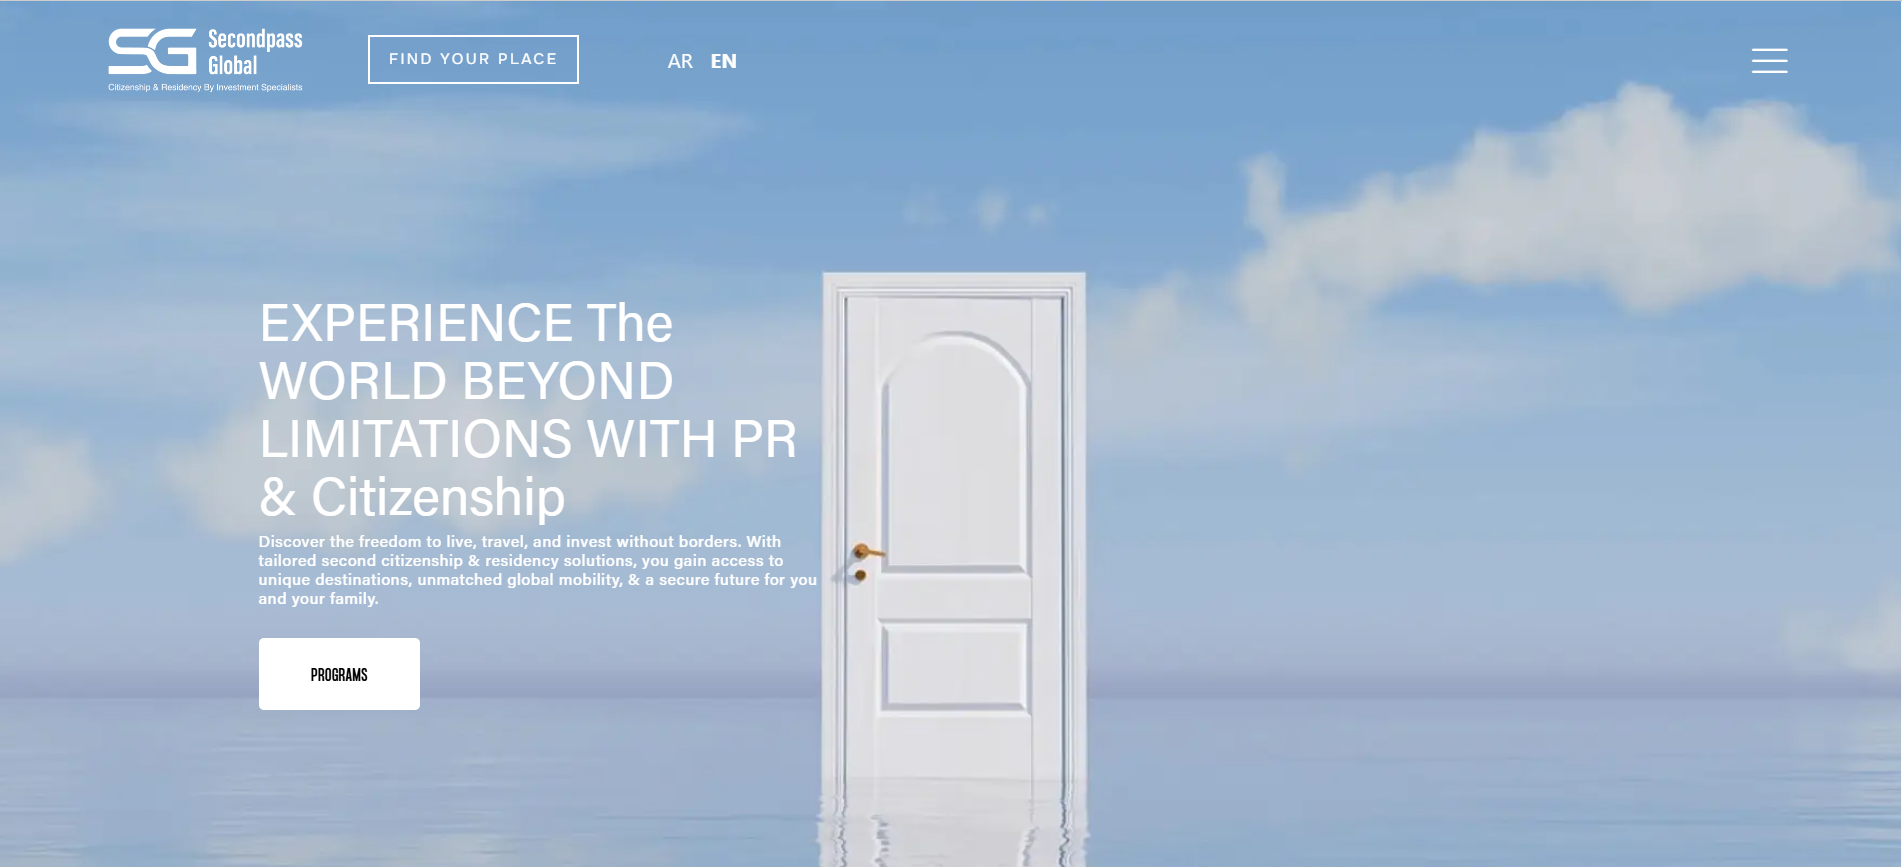 Secondpass
Global
Citizenship & Residency By Investment Specialists
FIND YOUR PLACE
AR EN
EXPERIENCE The
WORLD BEYOND
LIMITATIONS WITH PR
& Citizenship
Discover the freedom to live, travel, and invest without borders. With
tailored second citizenship & residency solutions, you gain access to
unique destinations, unmatched global mobility, & a secure future for you
and your family.
PROGRAMS